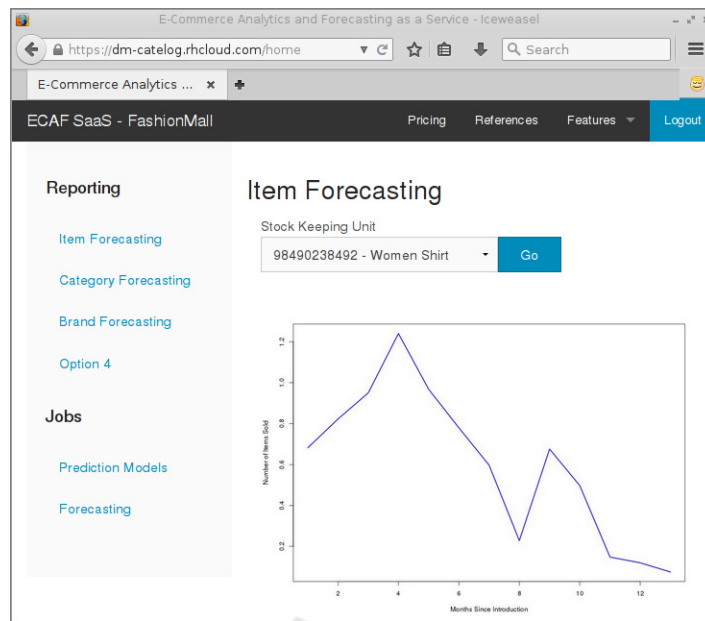 E-Commerce Analytics and Forecasting as a Service - Iceweasel
https://dm-catelog.rhcloud.com/home
Search
E-Commerce Analytics ...
ECAF SaaS - FashionMall
Pricing
References
Features
Logout
Reporting
Item Forecasting
Category Forecasting
Brand Forecasting
Option 4
Jobs
Prediction Models
Forecasting
Item Forecasting
Stock Keeping Unit
98490238492 - Women Shirt
Go
Number of Items Sold
1.2
1.0
0.8
0.6
0.4
0.2
2 4 6 8 10 12
Months Since Introduction